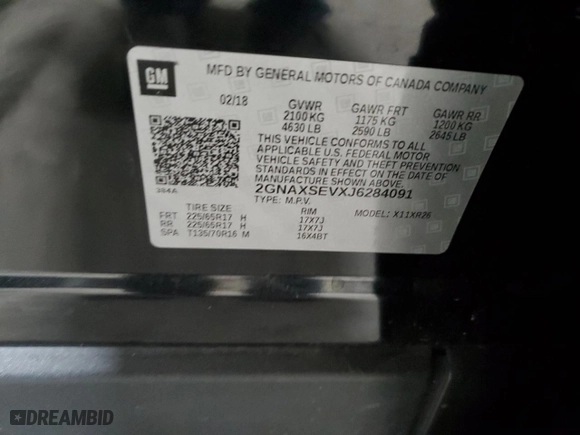 GM
MFD BY GENERAL MOTORS OF CANADA COMPANY
02/18 GVWR GAWR FRT GAWR RR
2100 KG 1175 KG 1200 KG
4630 LB 2590 LB 2645 LB
THIS VEHICLE CONFORMS TO ALL
APPLICABLE U.S. FEDERAL MOTOR
VEHICLE SAFETY AND THEFT PREVENTION
STANDARDS IN EFFECT ON THE DATE OF
MANUFACTURE SHOWN ABOVE.
384A
2GNAXSEVXJ6284091
TYPE: M.P.V. MODEL: X11XR26
TIRE SIZE RIM
FRT 225/65R17 H 17X7J
RR 225/65R17 H 17X7J
SPA T135/70R16 M 16X4BT
DREAMBID